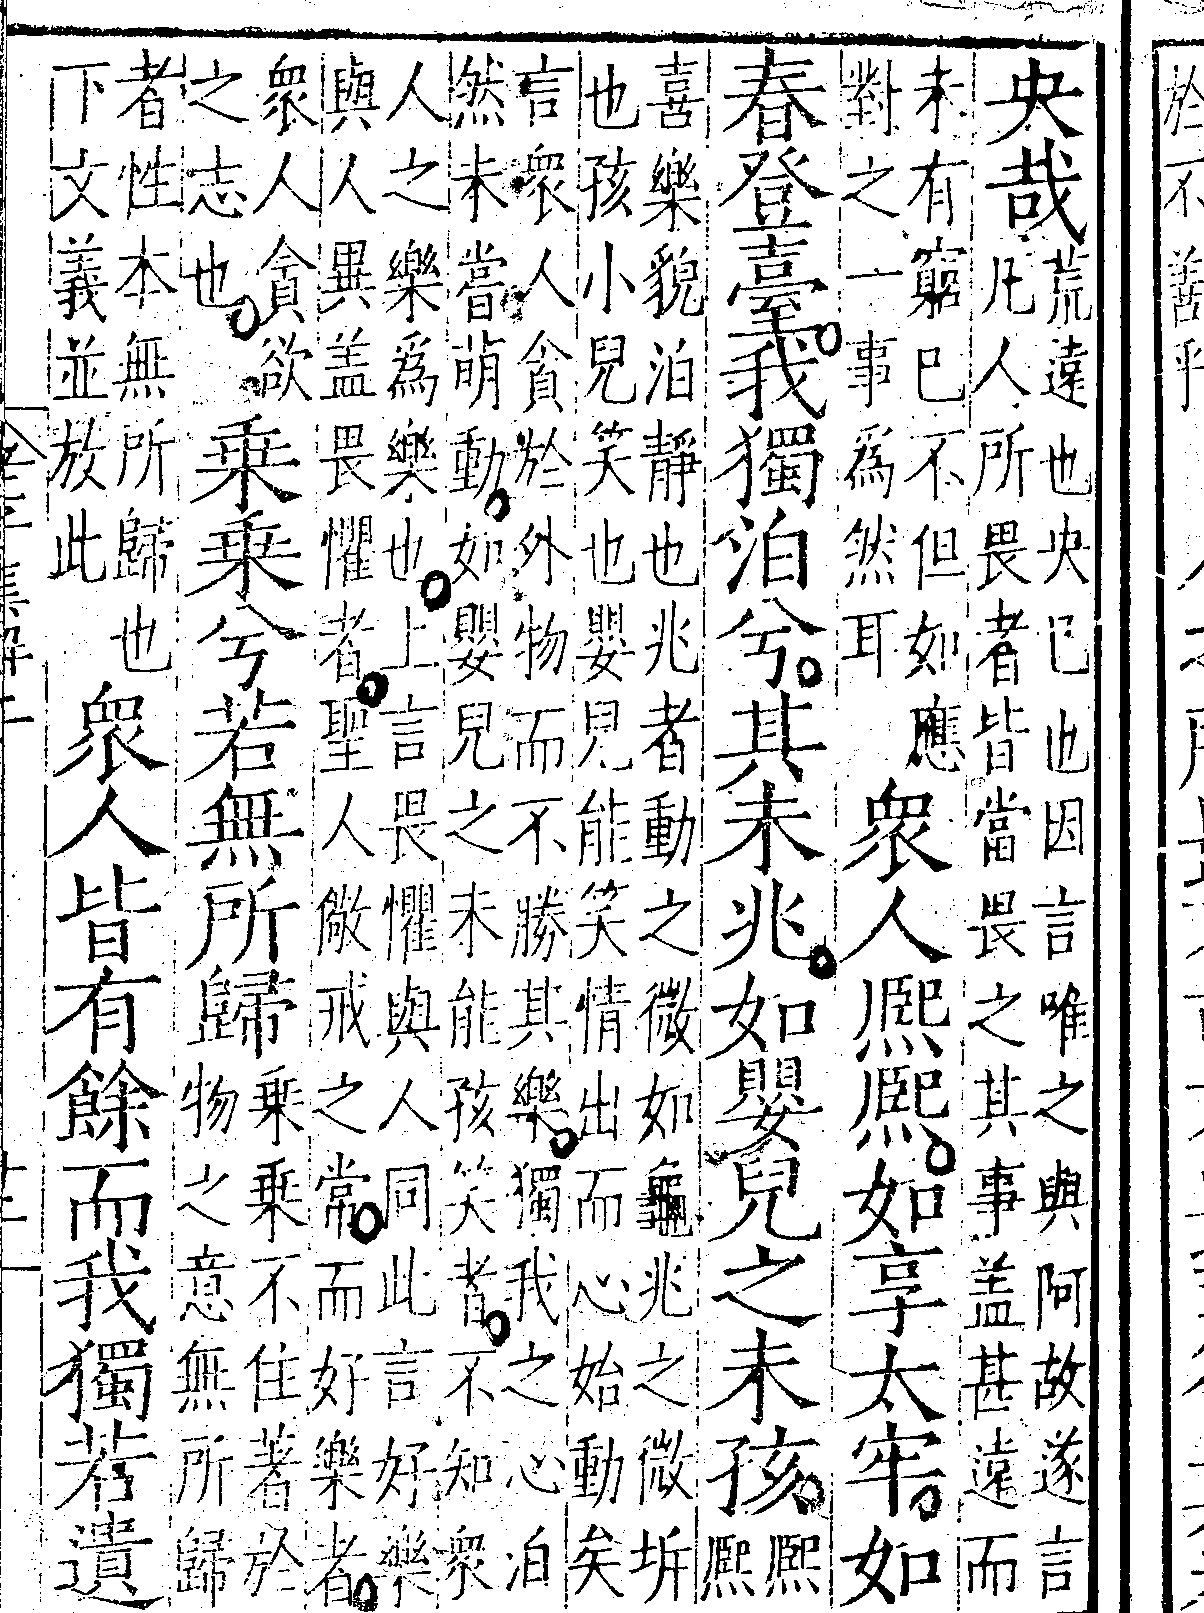 央哉荒遠也央已也因言唯之與阿故遂言
凡人所畏者皆當畏之其事盖甚遠而
未有窮已不但如應
對之一事爲然耳
衆人熈熈如享太牢如
春登臺我獨泊兮其未兆如嬰兒之未孩熈熈
喜樂貌泊靜也兆者動之微如龜兆之微坼
也孩小兒笑也嬰兒能笑情出而心始動矣
言衆人貪於外物而不勝其樂獨我之心泊
然未嘗萌動如嬰兒之未能孩笑者不知衆
人之樂爲樂也上言畏懼與人同此言好樂
與人異盖畏懼者聖人儆戒之常而好樂者
衆人貪欲
之志也
乗乗兮若無所歸乗乗不住著於
物之意無所歸
者性本無所歸也
下文義並放此
衆人皆有餘而我獨若遺